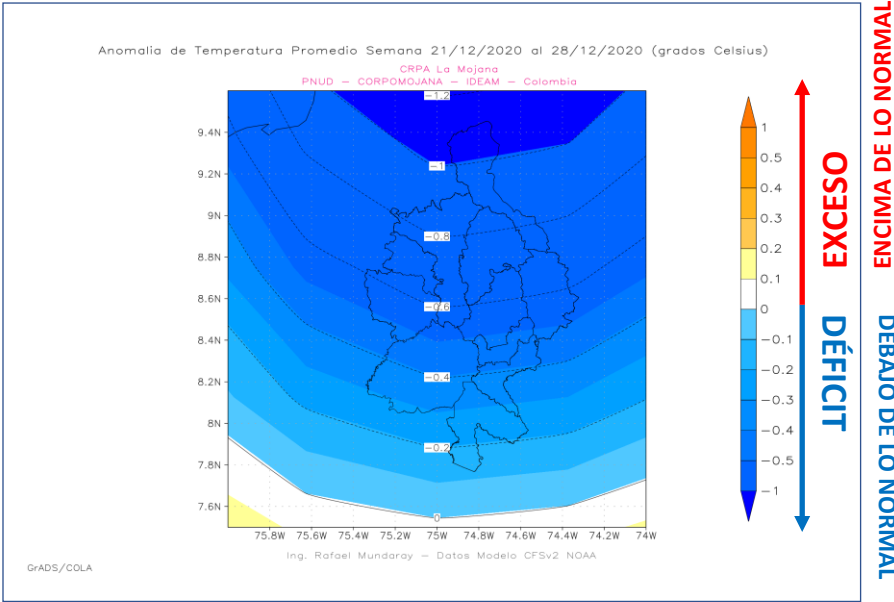 Anomalia de Temperatura Promedio Semana 21/12/2020 al 28/12/2020 (grados Celsius)
CRPA La Mojana
PNUD — CORPOMOJANA — IDEAM — Colombia
−1.2
−1
−0.8
−0.6
−0.4
−0.2
0
9.4N
9.2N
9N
8.8N
8.6N
8.4N
8.2N
8N
7.8N
7.6N
75.8W 75.6W 75.4W 75.2W 75W 74.8W 74.6W 74.4W 74.2W 74W
Ing. Rafael Mundaray — Datos Modelo CFSv2 NOAA
GrADS/COLA
1
0.5
0.4
0.3
0.2
0.1
0
−0.1
−0.2
−0.3
−0.4
−0.5
−1
EXCESO
DÉFICIT
ENCIMA DE LO NORMAL
DEBAJO DE LO NORMAL